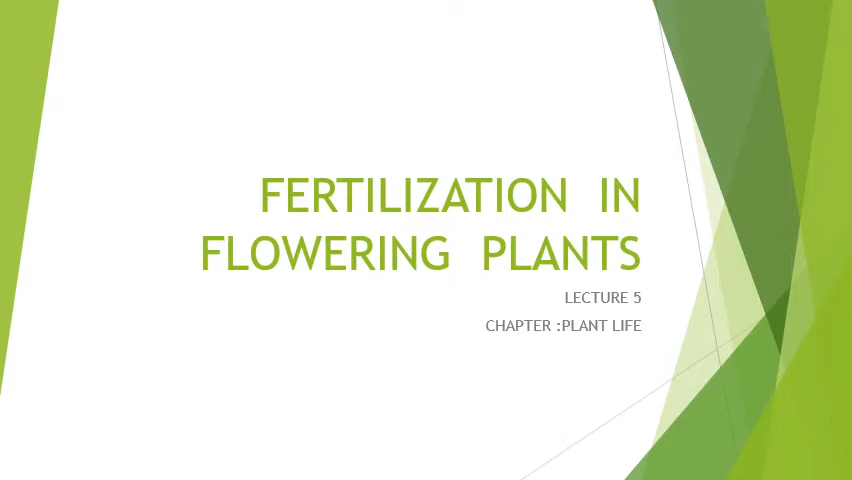 FERTILIZATION IN
FLOWERING PLANTS
LECTURE 5
CHAPTER :PLANT LIFE